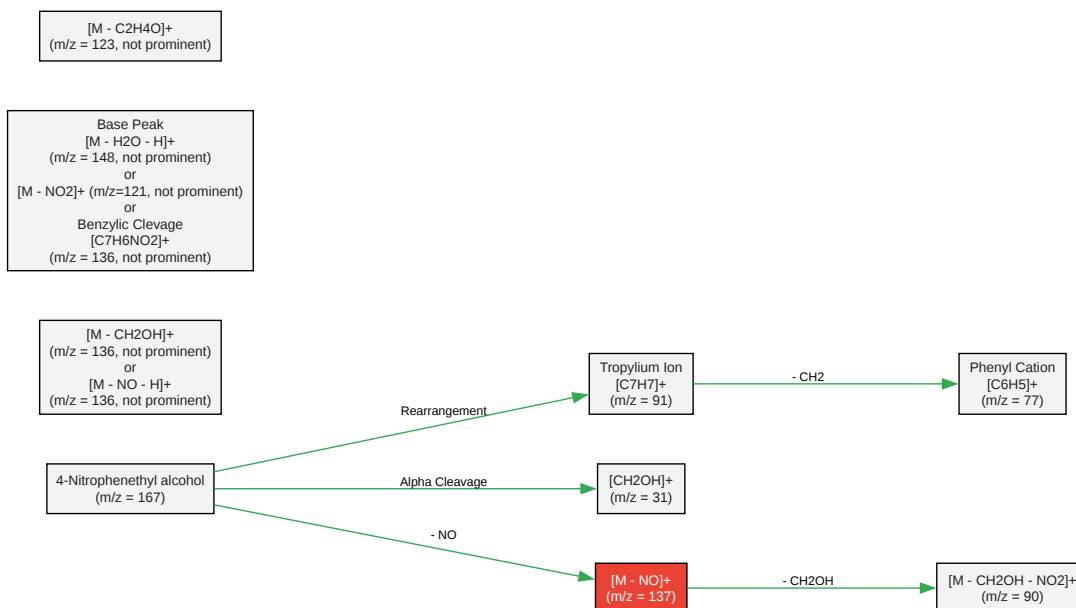 [M - C2H4O]+
(m/z = 123, not prominent)
Base Peak
[M - H2O - H]+
(m/z = 148, not prominent)
or
[M - NO2]+ (m/z=121, not prominent)
or
Benzylic Clevage
[C7H6NO2]+
(m/z = 136, not prominent)
[M - CH2OH]+
(m/z = 136, not prominent)
or
[M - NO - H]+
(m/z = 136, not prominent)
4-Nitrophenethyl alcohol
(m/z = 167)
Rearrangement
Alpha Cleavage
- NO
Tropylium Ion
[C7H7]+
(m/z = 91)
- CH2
Phenyl Cation
[C6H5]+
(m/z = 77)
[CH2OH]+
(m/z = 31)
[M - NO]+
(m/z = 137)
- CH2OH
[M - CH2OH - NO2]+
(m/z = 90)